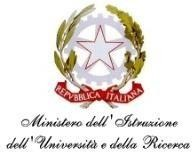 REPVBBLICA ITALIANA
Ministero dell'Istruzione
dell'Università e della Ricerca